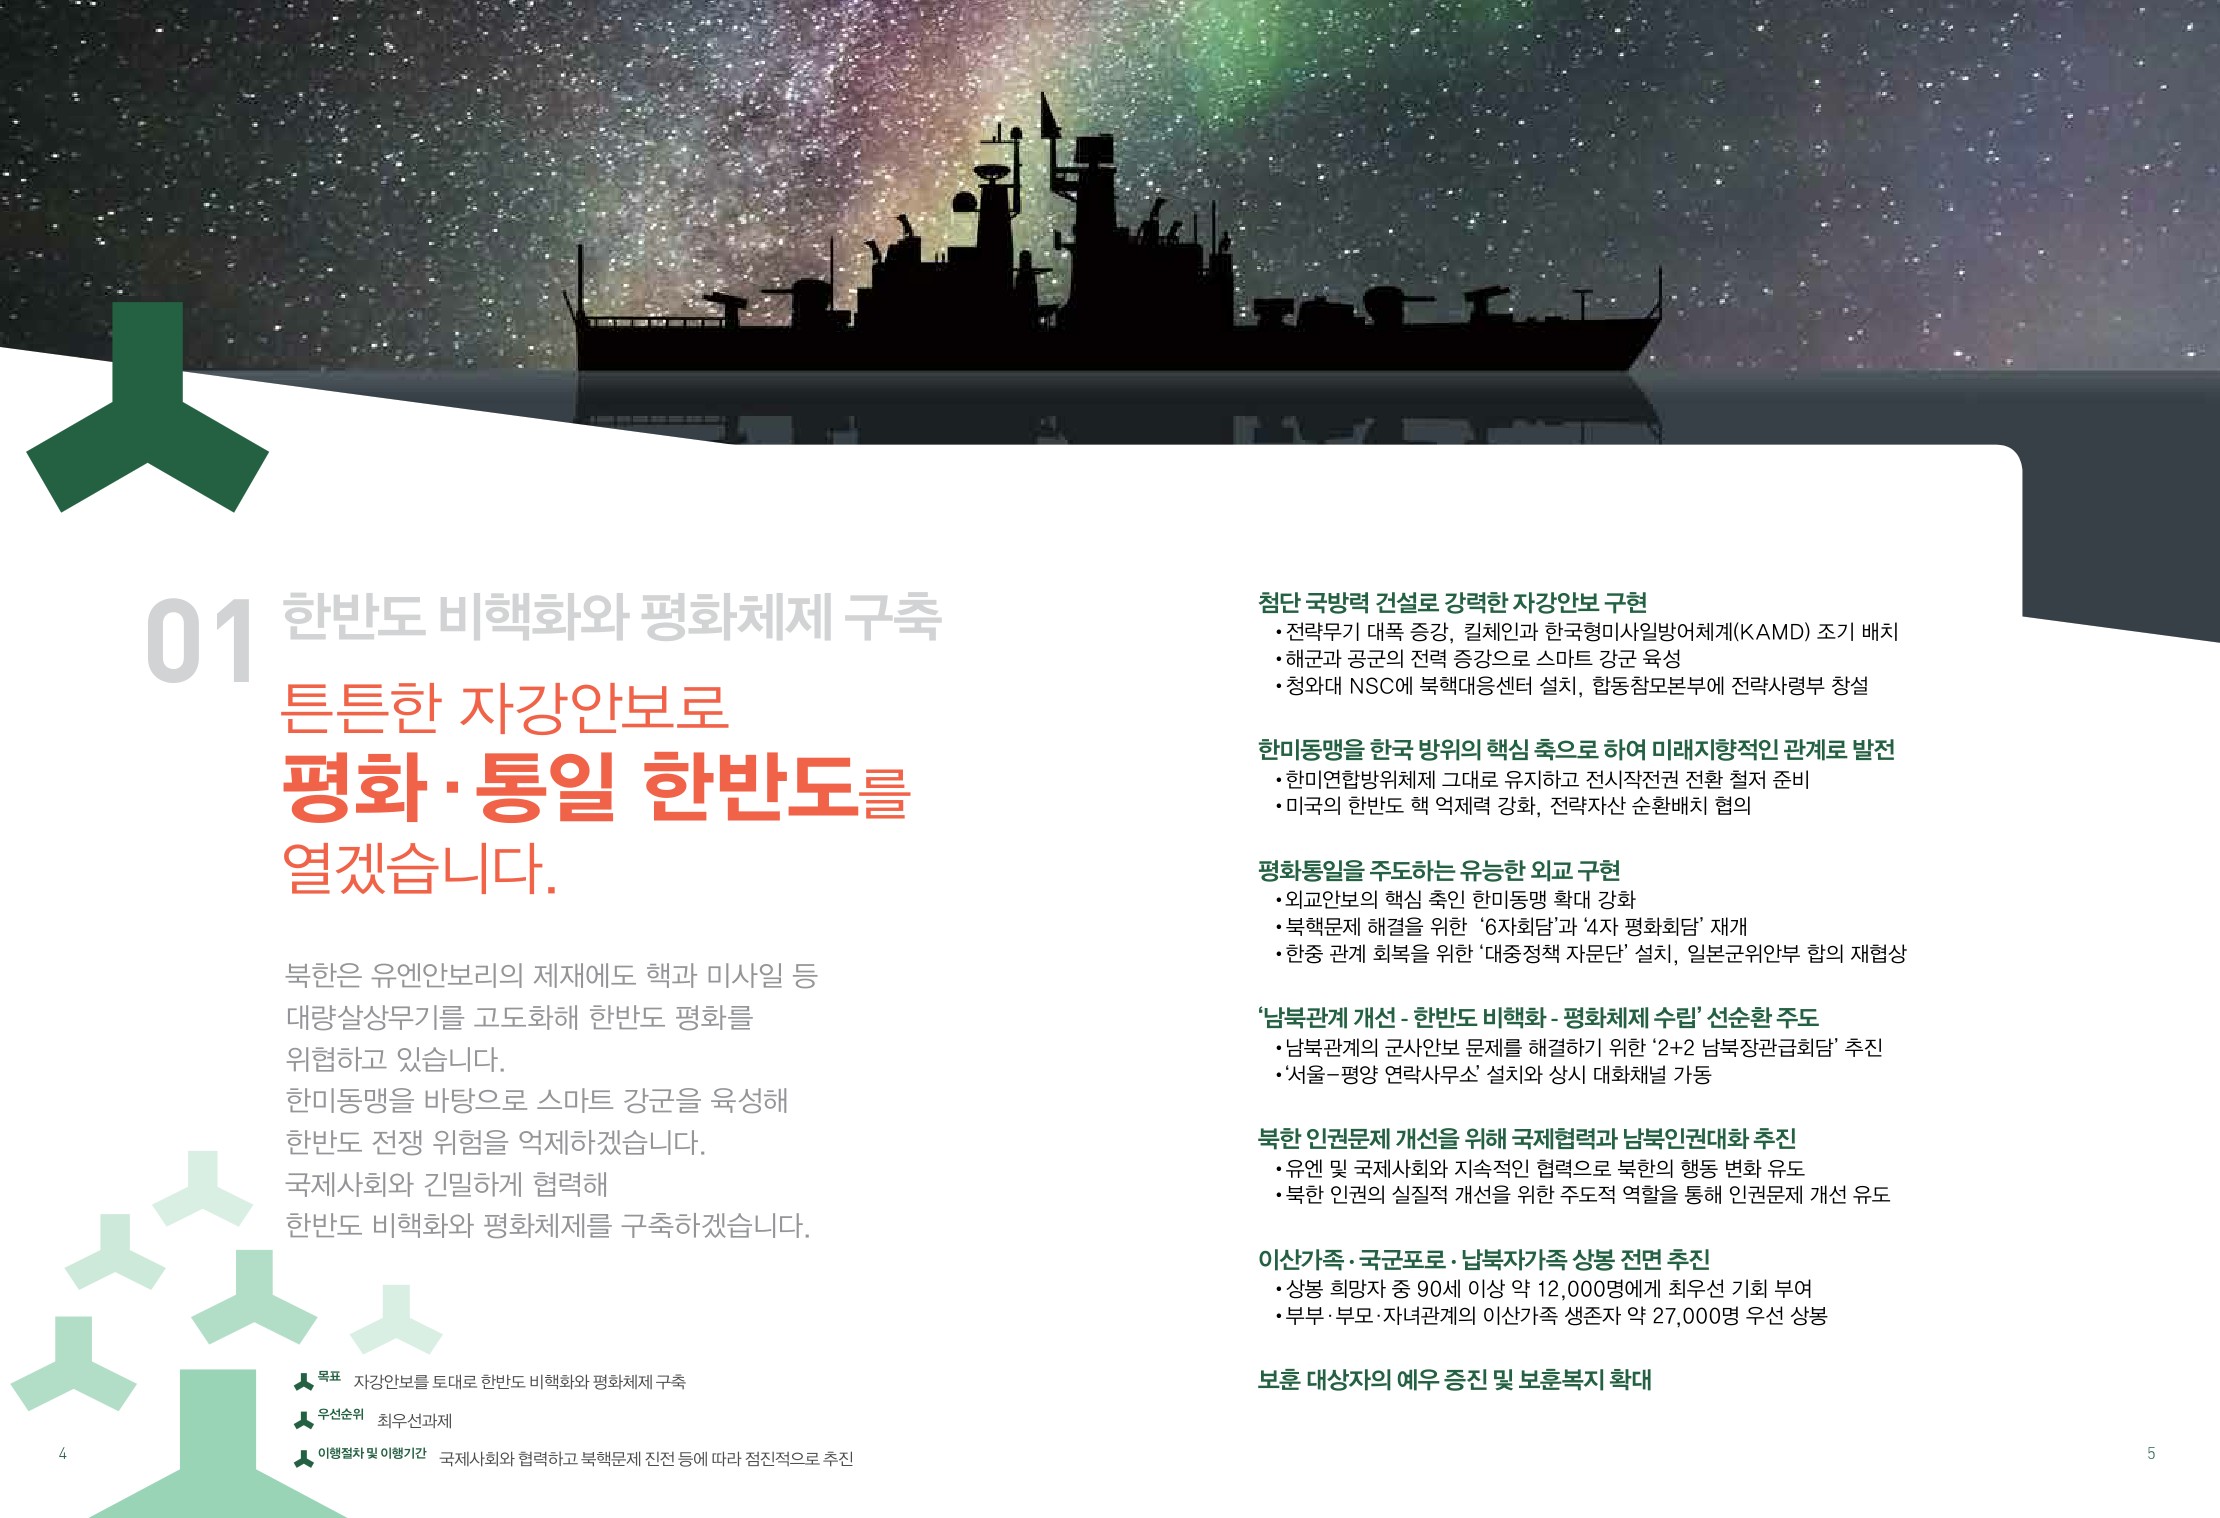 01
한반도 비핵화와 평화체제 구축
튼튼한 자강안보로
평화·통일 한반도를
열겠습니다.
북한은 유엔안보리의 제재에도 핵과 미사일 등
대량살상무기를 고도화해 한반도 평화를
위협하고 있습니다.
한미동맹을 바탕으로 스마트 강군을 육성해
한반도 전쟁 위험을 억제하겠습니다.
국제사회와 긴밀하게 협력해
한반도 비핵화와 평화체제를 구축하겠습니다.
목표 자강안보를 토대로 한반도 비핵화와 평화체제 구축
우선순위 최우선과제
이행절차 및 이행기간 국제사회와 협력하고 북핵문제 진전 등에 따라 점진적으로 추진
4
첨단 국방력 건설로 강력한 자강안보 구현
•전략무기 대폭 증강, 킬체인과 한국형미사일방어체계(KAMD) 조기 배치
•해군과 공군의 전력 증강으로 스마트 강군 육성
•청와대 NSC에 북핵대응센터 설치, 합동참모본부에 전략사령부 창설
한미동맹을 한국 방위의 핵심 축으로 하여 미래지향적인 관계로 발전
•한미연합방위체제 그대로 유지하고 전시작전권 전환 철저 준비
•미국의 한반도 핵 억제력 강화, 전략자산 순환배치 협의
평화통일을 주도하는 유능한 외교 구현
•외교안보의 핵심 축인 한미동맹 확대 강화
•북핵문제 해결을 위한 ‘6자회담’과 ‘4자 평화회담’ 재개
•한중 관계 회복을 위한 ‘대중정책 자문단’ 설치, 일본군위안부 합의 재협상
‘남북관계 개선 - 한반도 비핵화 - 평화체제 수립’ 선순환 주도
•남북관계의 군사안보 문제를 해결하기 위한 ‘2+2 남북장관급회담’ 추진
•‘서울–평양 연락사무소’ 설치와 상시 대화채널 가동
북한 인권문제 개선을 위해 국제협력과 남북인권대화 추진
•유엔 및 국제사회와 지속적인 협력으로 북한의 행동 변화 유도
•북한 인권의 실질적 개선을 위한 주도적 역할을 통해 인권문제 개선 유도
이산가족·국군포로·납북자가족 상봉 전면 추진
•상봉 희망자 중 90세 이상 약 12,000명에게 최우선 기회 부여
•부부·부모·자녀관계의 이산가족 생존자 약 27,000명 우선 상봉
보훈 대상자의 예우 증진 및 보훈복지 확대
5